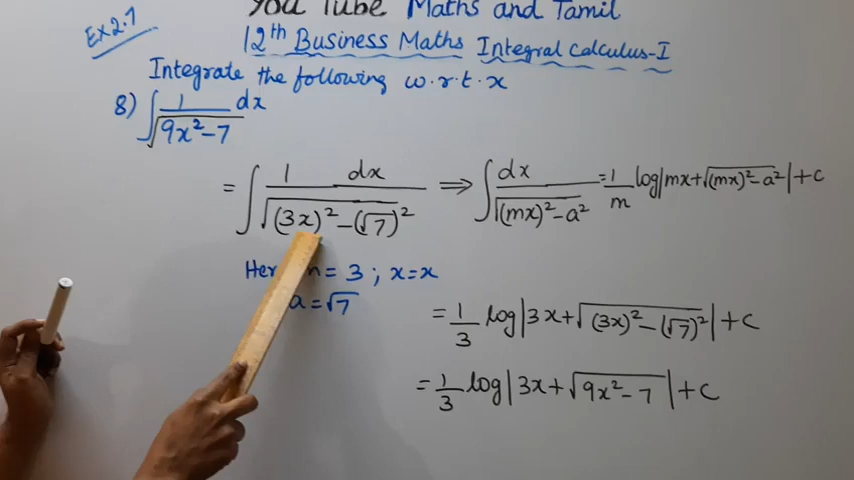 You Tube Maths and Tamil
Ex 2.7
12th Business Maths Integral Calculus-I
Integrate the following w.r.t. x
8) ∫ 1/√(9x²-7) dx
= ∫ 1/√((3x)²-(√7)²) dx ⇒ ∫ dx/√((mx)²-a²) = 1/m log|mx+√((mx)²-a²)|+c
= 3 ; x=x
a=√7
= 1/3 log|3x+√((3x)²-(√7)²)|+c
= 1/3 log|3x+√(9x²-7)|+c